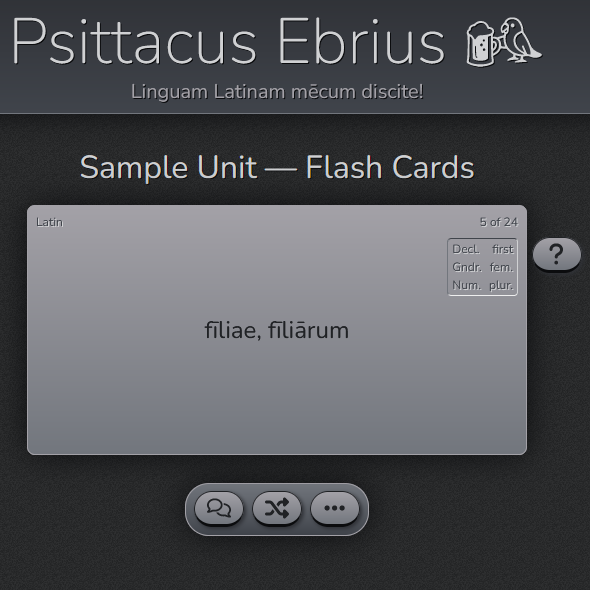 Psittacus Ebrius
Linguam Latinam mēcum discite!
Sample Unit — Flash Cards
Latin
5 of 24
Decl. first
Gndr. fem.
Num. plur.
?
fīliae, fīliārum